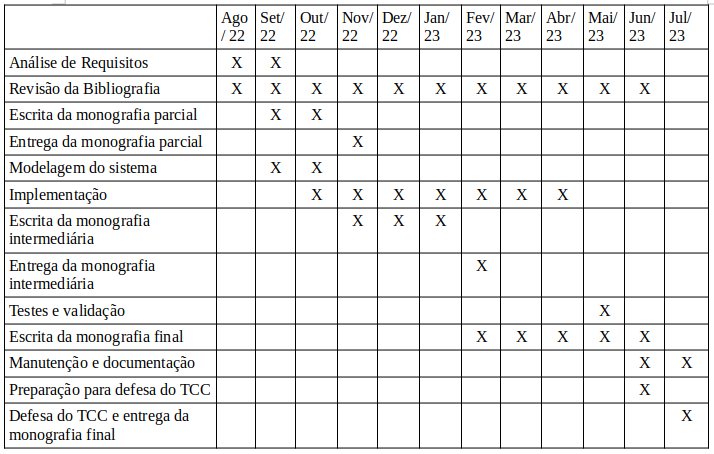 Ago / 22 Set/ 22 Out/ 22 Nov/ 22 Dez/ 22 Jan/ 23 Fev/ 23 Mar/ 23 Abr/ 23 Mai/ 23 Jun/ 23 Jul/ 23
Análise de Requisitos X X
Revisão da Bibliografia X X X X X X X X X X X
Escrita da monografia parcial X X
Entrega da monografia parcial X
Modelagem do sistema X X
Implementação X X X X X X X
Escrita da monografia X X X
intermediária
Entrega da monografia X
intermediária
Testes e validação X
Escrita da monografia final X X X X X
Manutenção e documentação X X
Preparação para defesa do TCC X
Defesa do TCC e entrega da X
monografia final